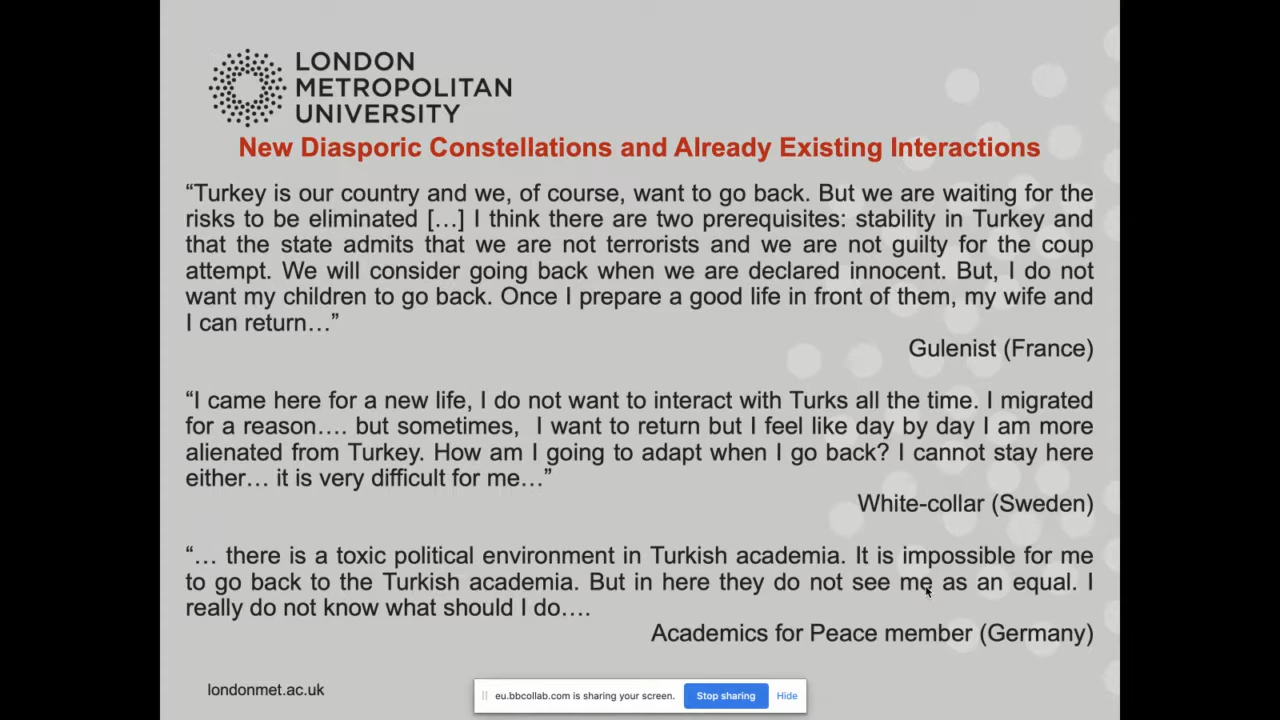 LONDON
METROPOLITAN
UNIVERSITY
New Diasporic Constellations and Already Existing Interactions
“Turkey is our country and we, of course, want to go back. But we are waiting for the
risks to be eliminated […] I think there are two prerequisites: stability in Turkey and
that the state admits that we are not terrorists and we are not guilty for the coup
attempt. We will consider going back when we are declared innocent. But, I do not
want my children to go back. Once I prepare a good life in front of them, my wife and
I can return…”
Gulenist (France)
“I came here for a new life, I do not want to interact with Turks all the time. I migrated
for a reason…. but sometimes,  I want to return but I feel like day by day I am more
alienated from Turkey. How am I going to adapt when I go back? I cannot stay here
either… it is very difficult for me…”
White-collar (Sweden)
“… there is a toxic political environment in Turkish academia. It is impossible for me
to go back to the Turkish academia. But in here they do not see me as an equal. I
really do not know what should I do….
Academics for Peace member (Germany)
londonmet.ac.uk
eu.bbcollab.com is sharing your screen. Stop sharing Hide